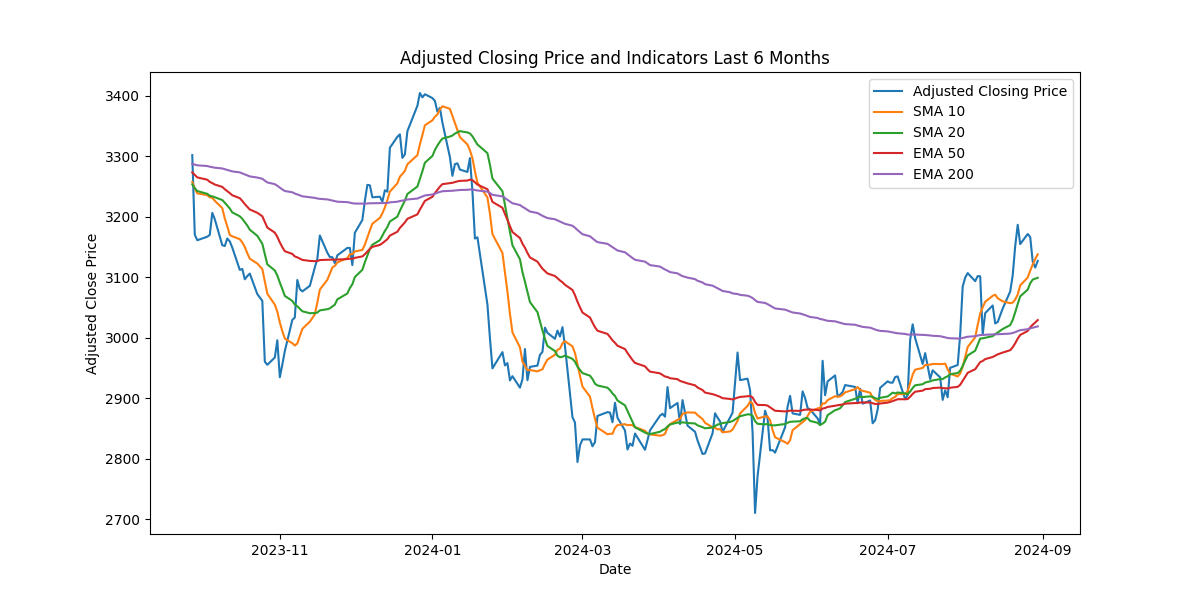 Adjusted Closing Price and Indicators Last 6 Months
Adjusted Closing Price
SMA 10
SMA 20
EMA 50
EMA 200
Adjusted Close Price
3400
3300
3200
3100
3000
2900
2800
2700
2023-11
2024-01
2024-03
2024-05
2024-07
2024-09
Date